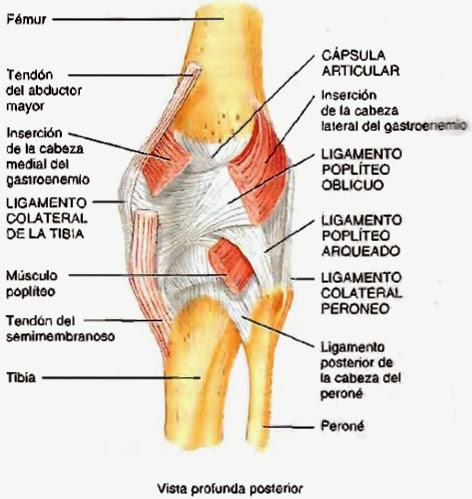 Fémur
Tendón
del abductor
mayor
Inserción
de la cabeza
medial del
gastroenemio
LIGAMENTO
COLATERAL
DE LA TIBIA
Músculo
poplíteo
Tendón del
semimembranoso
Tibia
CÁPSULA
ARTICULAR
Inserción
de la cabeza
lateral del gastroenemio
LIGAMENTO
POPLÍTEO
OBLICUO
LIGAMENTO
POPLÍTEO
ARQUEADO
LIGAMENTO
COLATERAL
PERONEO
Ligamento
posterior de
la cabeza del
peroné
Peroné
Vista profunda posterior